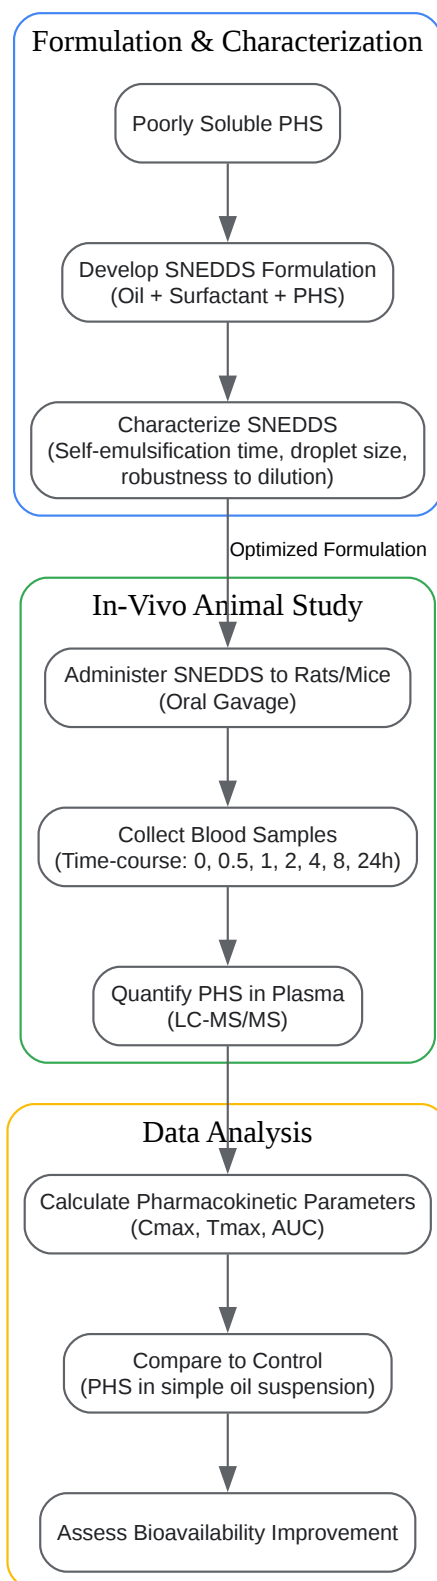 Formulation & Characterization
Poorly Soluble PHS
Develop SNEDDS Formulation
(Oil + Surfactant + PHS)
Characterize SNEDDS
(Self-emulsification time, droplet size,
robustness to dilution)
Optimized Formulation
In-Vivo Animal Study
Administer SNEDDS to Rats/Mice
(Oral Gavage)
Collect Blood Samples
(Time-course: 0, 0.5, 1, 2, 4, 8, 24h)
Quantify PHS in Plasma
(LC-MS/MS)
Data Analysis
Calculate Pharmacokinetic Parameters
(Cmax, Tmax, AUC)
Compare to Control
(PHS in simple oil suspension)
Assess Bioavailability Improvement